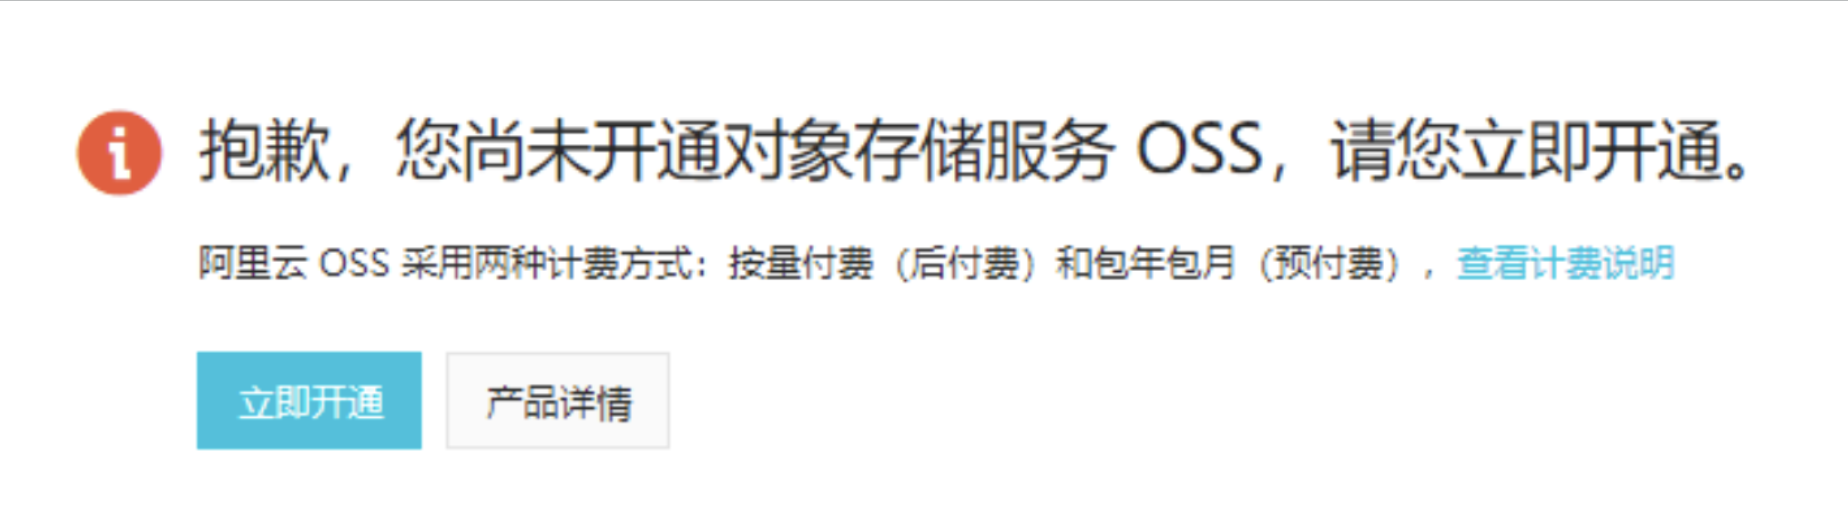 抱歉，您尚未开通对象存储服务 OSS，请您立即开通。
阿里云 OSS 采用两种计费方式：按量付费（后付费）和包年包月（预付费），查看计费说明
立即开通 产品详情